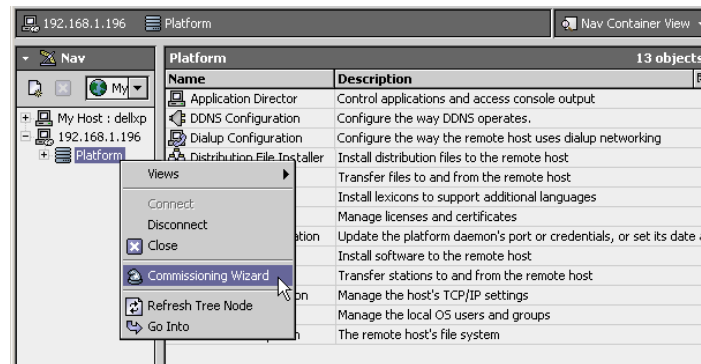 192.168.1.196 Platform Nav Container View
Nav
My
My Host : dellxp
192.168.1.196
Platform
Platform 13 objects
Name Description
Application Director Control applications and access console output
DDNS Configuration Configure the way DDNS operates.
Dialup Configuration Configure the way the remote host uses dialup networking
Distribution File Installer Install distribution files to the remote host
Transfer files to and from the remote host
Install lexicons to support additional languages
Manage licenses and certificates
Update the platform daemon's port or credentials, or set its date
Install software to the remote host
Transfer stations to and from the remote host
Manage the host's TCP/IP settings
Manage the local OS users and groups
The remote host's file system
Views
Connect
Disconnect
Close
Commissioning Wizard
Refresh Tree Node
Go Into